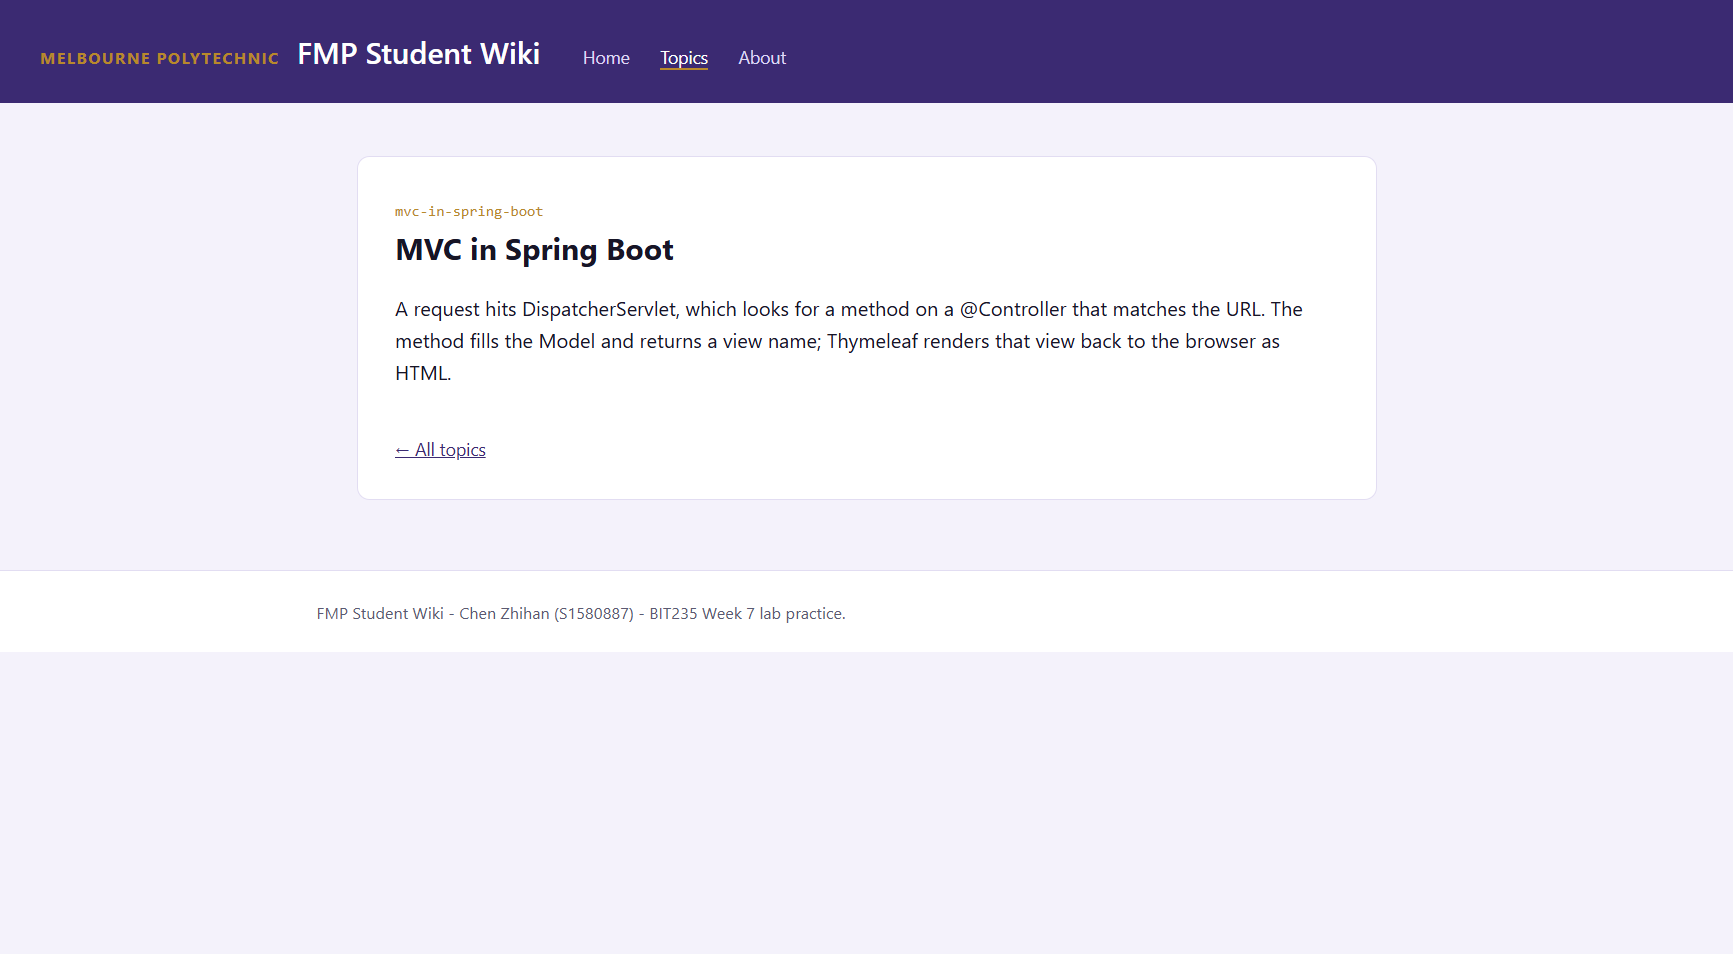 MELBOURNE POLYTECHNIC FMP Student Wiki Home Topics About
mvc-in-spring-boot
MVC in Spring Boot
A request hits DispatcherServlet, which looks for a method on a @Controller that matches the URL. The
method fills the Model and returns a view name; Thymeleaf renders that view back to the browser as
HTML.
← All topics
FMP Student Wiki - Chen Zhihan (S1580887) - BIT235 Week 7 lab practice.